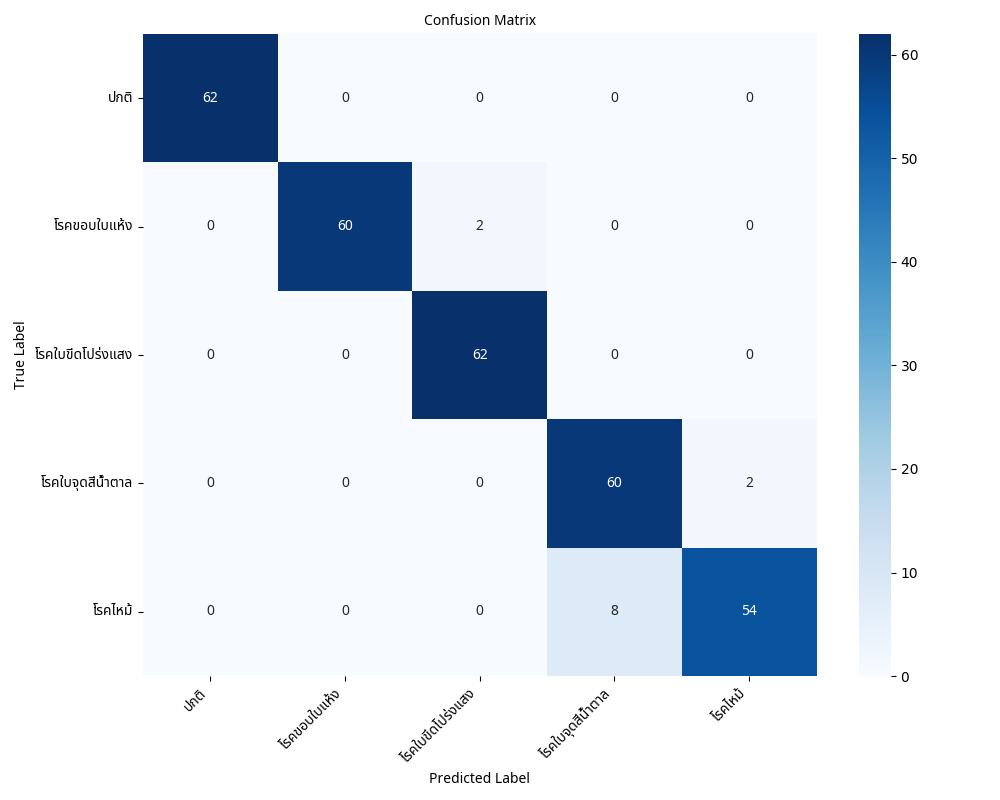 Confusion Matrix
ปกติ
62 0 0 0 0
โรคขอบใบแห้ง
0 60 2 0 0
โรคใบขีดโปร่งแสง
0 0 62 0 0
โรคใบจุดสีน้ำตาล
0 0 0 60 2
โรคไหม้
0 0 0 8 54
True Label
ปกติ
โรคขอบใบแห้ง
โรคใบขีดโปร่งแสง
โรคใบจุดสีน้ำตาล
โรคไหม้
Predicted Label
60
50
40
30
20
10
0